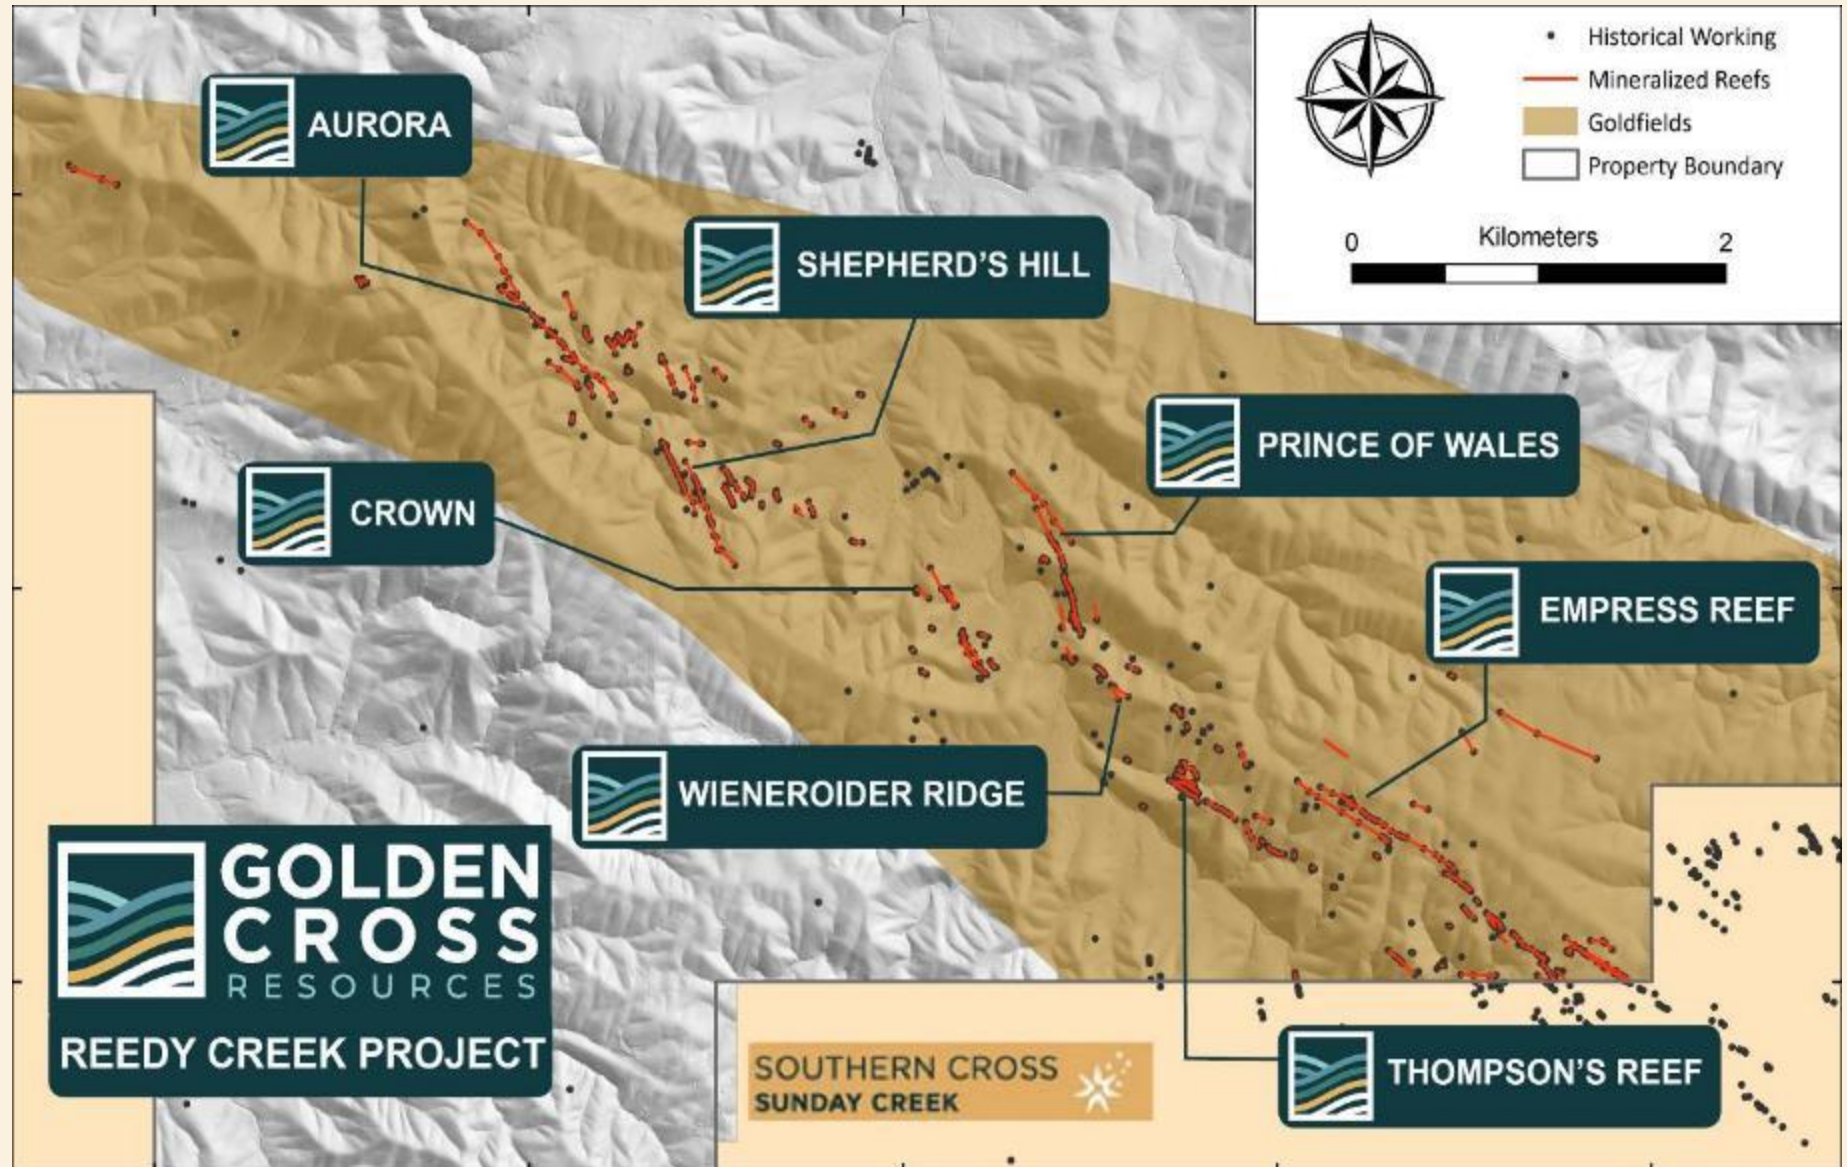 Historical Working
Mineralized Reefs
Goldfields
Property Boundary
0 Kilometers 2
AURORA
SHEPHERD'S HILL
PRINCE OF WALES
CROWN
EMPRESS REEF
WIENEROIDER RIDGE
GOLDEN
CROSS
RESOURCES
REEDY CREEK PROJECT
SOUTHERN CROSS
SUNDAY CREEK
THOMPSON'S REEF